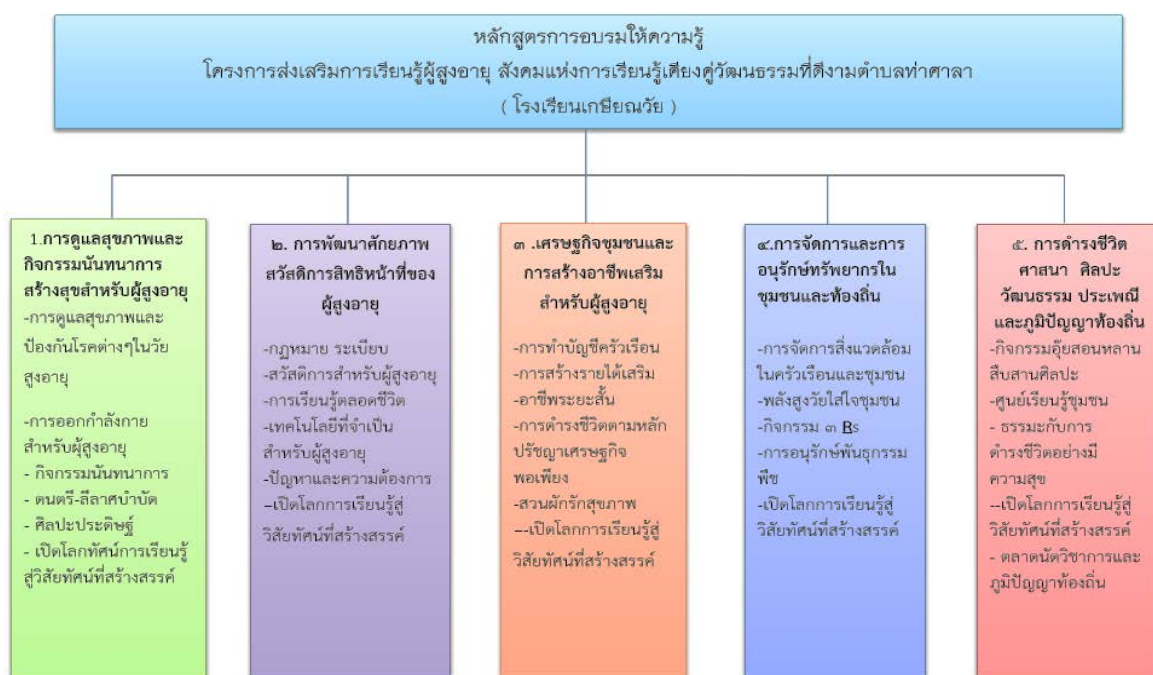 หลักสูตรการอบรมให้ความรู้
โครงการส่งเสริมการเรียนรู้ผู้สูงอายุ สังคมแห่งการเรียนรู้เคียงคู่วัฒนธรรมที่ดีงามตำบลท่าศาลา
( โรงเรียนเกษียณวัย )
1.การดูแลสุขภาพและ
กิจกรรมนันทนาการ
สร้างสุขสำหรับผู้สูงอายุ
-การดูแลสุขภาพและ
ป้องกันโรคต่างๆในวัย
สูงอายุ
-การออกกำลังกาย
สำหรับผู้สูงอายุ
- กิจกรรมนันทนาการ
- ดนตรี-ลีลาศบำบัด
- ศิลปะประดิษฐ์
- เปิดโลกทัศน์การเรียนรู้
สู่วิสัยทัศน์ที่สร้างสรรค์
๒. การพัฒนาศักยภาพ
สวัสดิการสิทธิหน้าที่ของ
ผู้สูงอายุ
-กฎหมาย ระเบียบ
-สวัสดิการสำหรับผู้สูงอายุ
-การเรียนรู้ตลอดชีวิต
-เทคโนโลยีที่จำเป็น
สำหรับผู้สูงอายุ
-ปัญหาและความต้องการ
–เปิดโลกการเรียนรู้สู่
วิสัยทัศน์ที่สร้างสรรค์
๓ .เศรษฐกิจชุมชนและ
การสร้างอาชีพเสริม
สำหรับผู้สูงอายุ
-การทำบัญชีครัวเรือน
-การสร้างรายได้เสริม
-อาชีพระยะสั้น
-การดำรงชีวิตตามหลัก
ปรัชญาเศรษฐกิจ
พอเพียง
-สวนผักรักสุขภาพ
–-เปิดโลกการเรียนรู้สู่
วิสัยทัศน์ที่สร้างสรรค์
๔.การจัดการและการ
อนุรักษ์ทรัพยากรใน
ชุมชนและท้องถิ่น
-การจัดการสิ่งแวดล้อม
ในครัวเรือนและชุมชน
-พลังสูงวัยใส่ใจชุมชน
-กิจกรรม ๓ Rs
-การอนุรักษ์พันธุกรรม
พืช
-เปิดโลกการเรียนรู้สู่
วิสัยทัศน์ที่สร้างสรรค์
๕. การดำรงชีวิต
ศาสนา ศิลปะ
วัฒนธรรม ประเพณี
และภูมิปัญญาท้องถิ่น
-กิจกรรมอุ๊ยสอนหลาน
สืบสานศิลปะ
-ศูนย์เรียนรู้ชุมชน
- ธรรมะกับการ
ดำรงชีวิตอย่างมี
ความสุข
--เปิดโลกการเรียนรู้สู่
วิสัยทัศน์ที่สร้างสรรค์
- ตลาดนัดวิชาการและ
ภูมิปัญญาท้องถิ่น